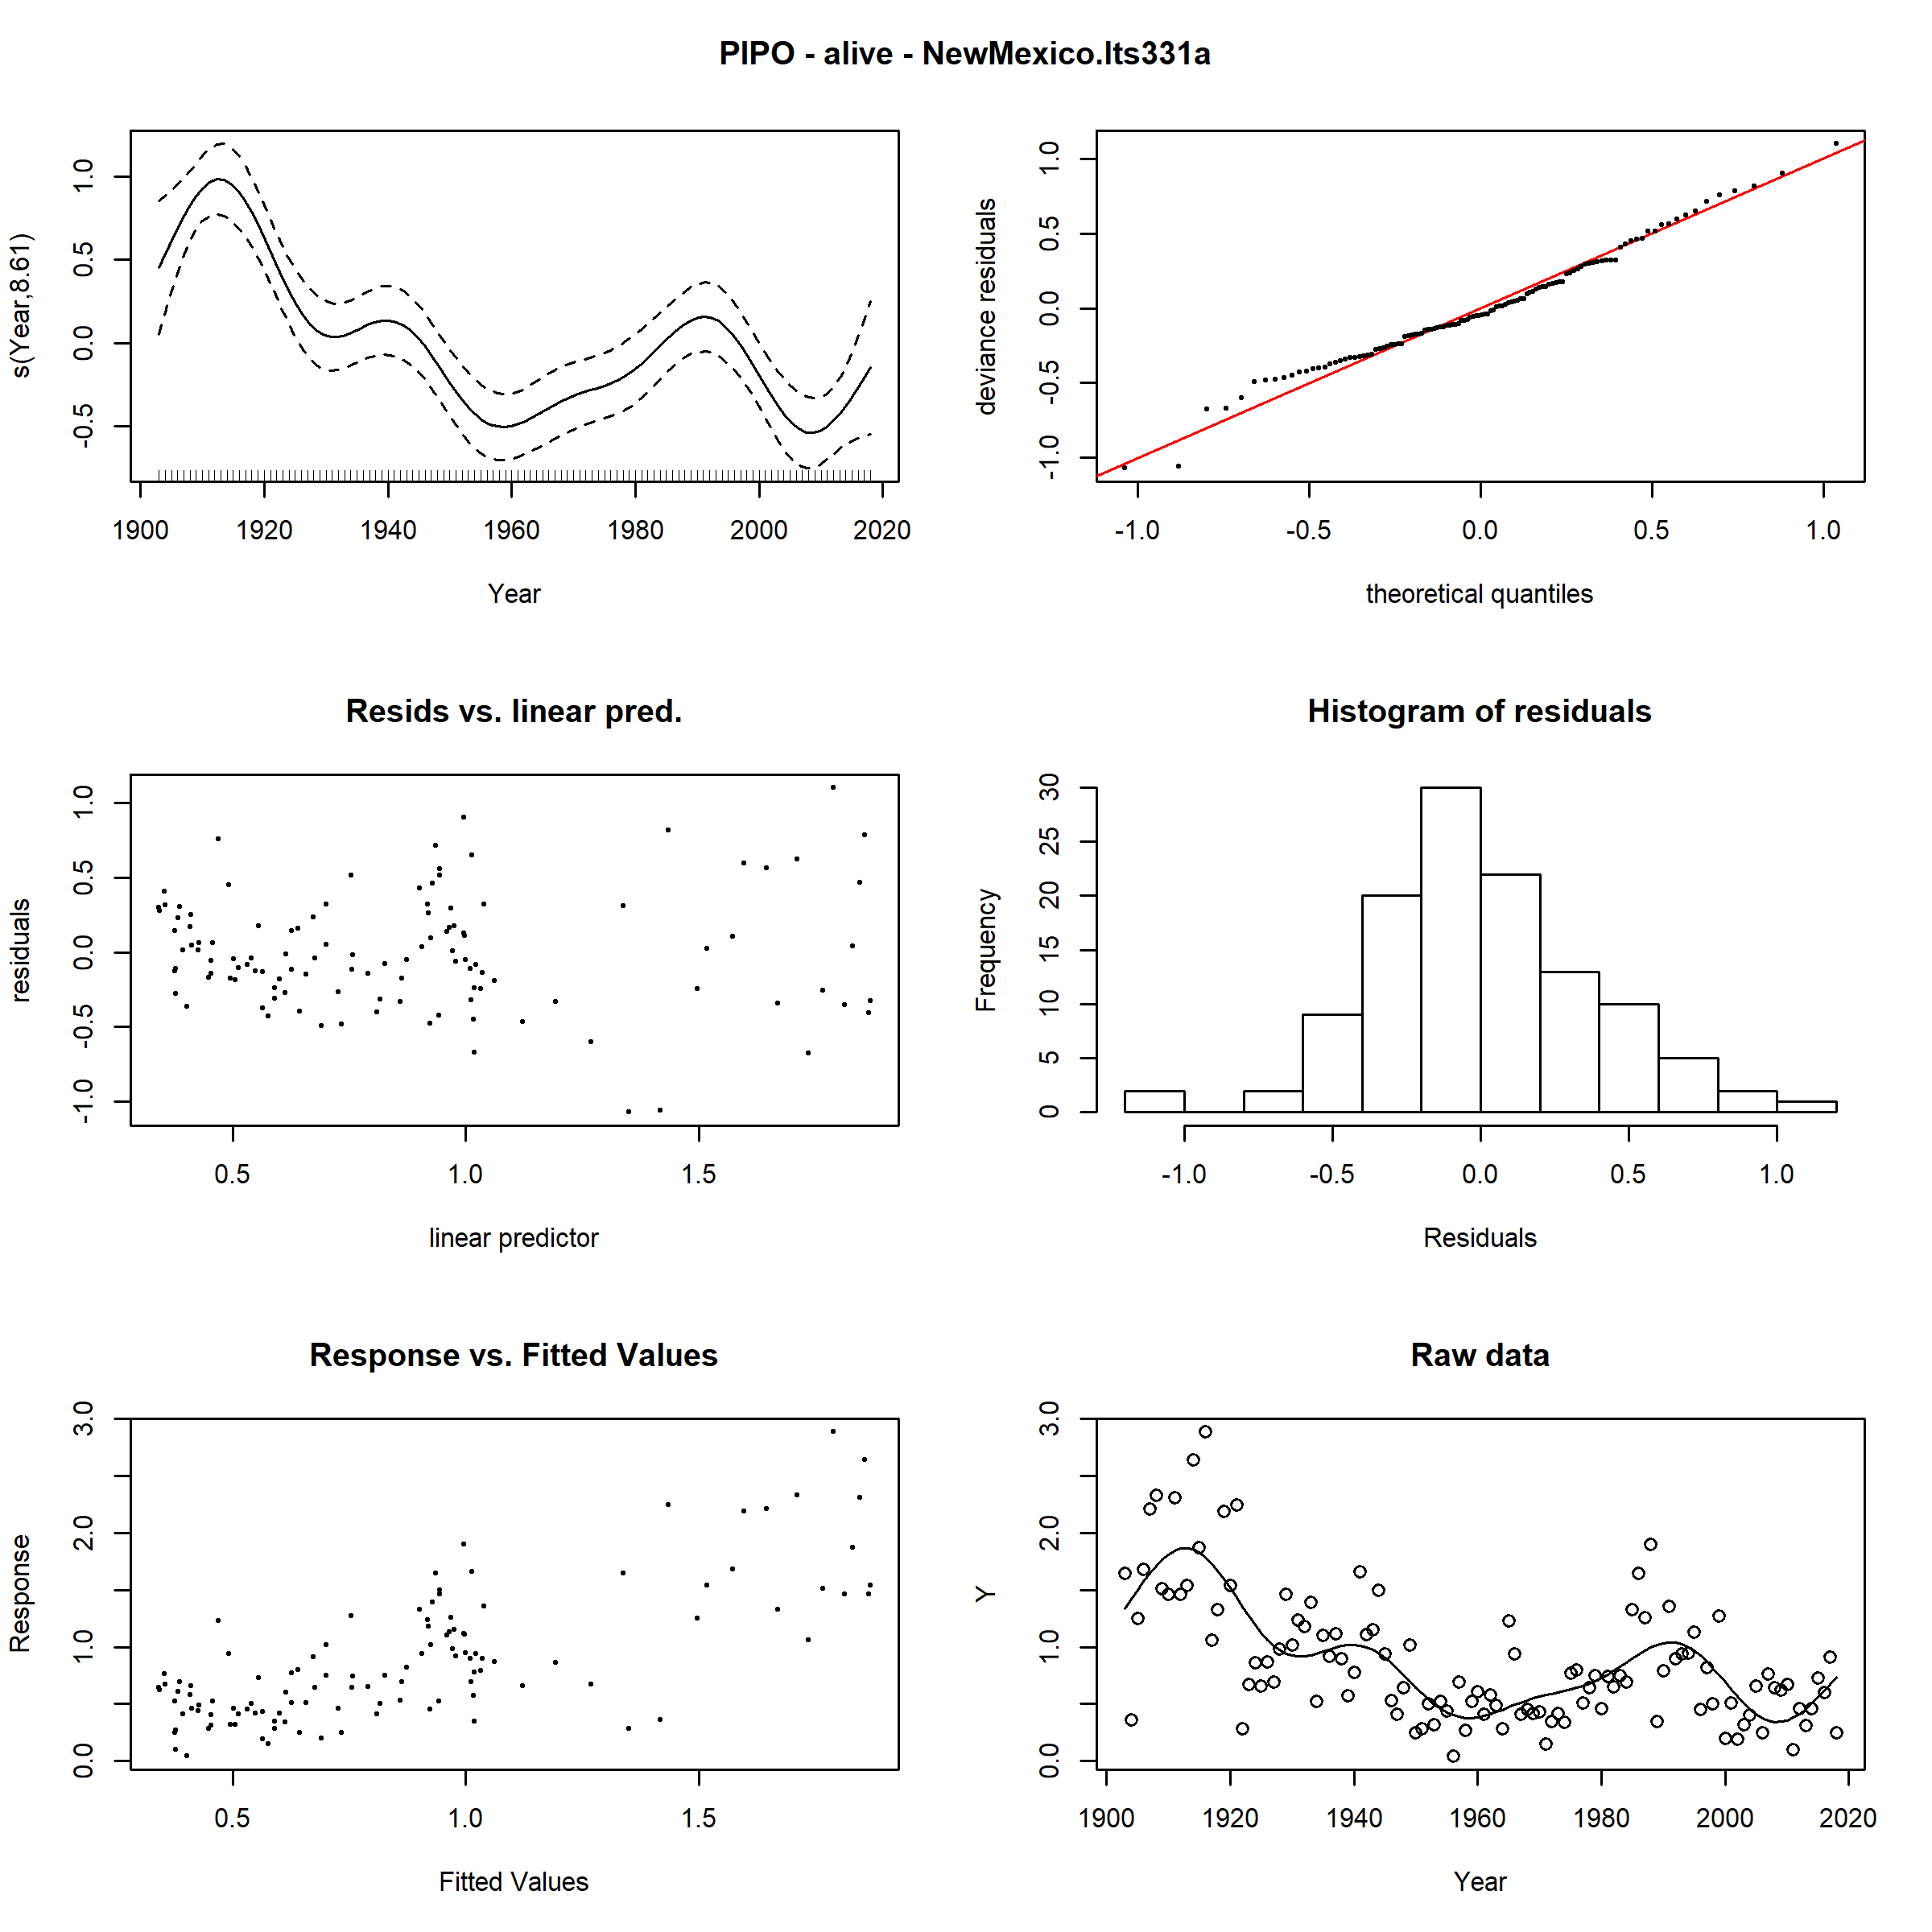 PIPO - alive - NewMexico.lts331a
s(Year,8.61)
1.0
0.5
0.0
-0.5
1900 1920 1940 1960 1980 2000 2020
Year
deviance residuals
1.0
0.5
0.0
-0.5
-1.0
-1.0 -0.5 0.0 0.5 1.0
theoretical quantiles
Resids vs. linear pred.
residuals
1.0
0.5
0.0
-0.5
-1.0
0.5 1.0 1.5
linear predictor
Histogram of residuals
Frequency
30
25
20
15
10
5
0
-1.0 -0.5 0.0 0.5 1.0
Residuals
Response vs. Fitted Values
Response
3.0
2.0
1.0
0.0
0.5 1.0 1.5
Fitted Values
Raw data
Y
3.0
2.0
1.0
0.0
1900 1920 1940 1960 1980 2000 2020
Year